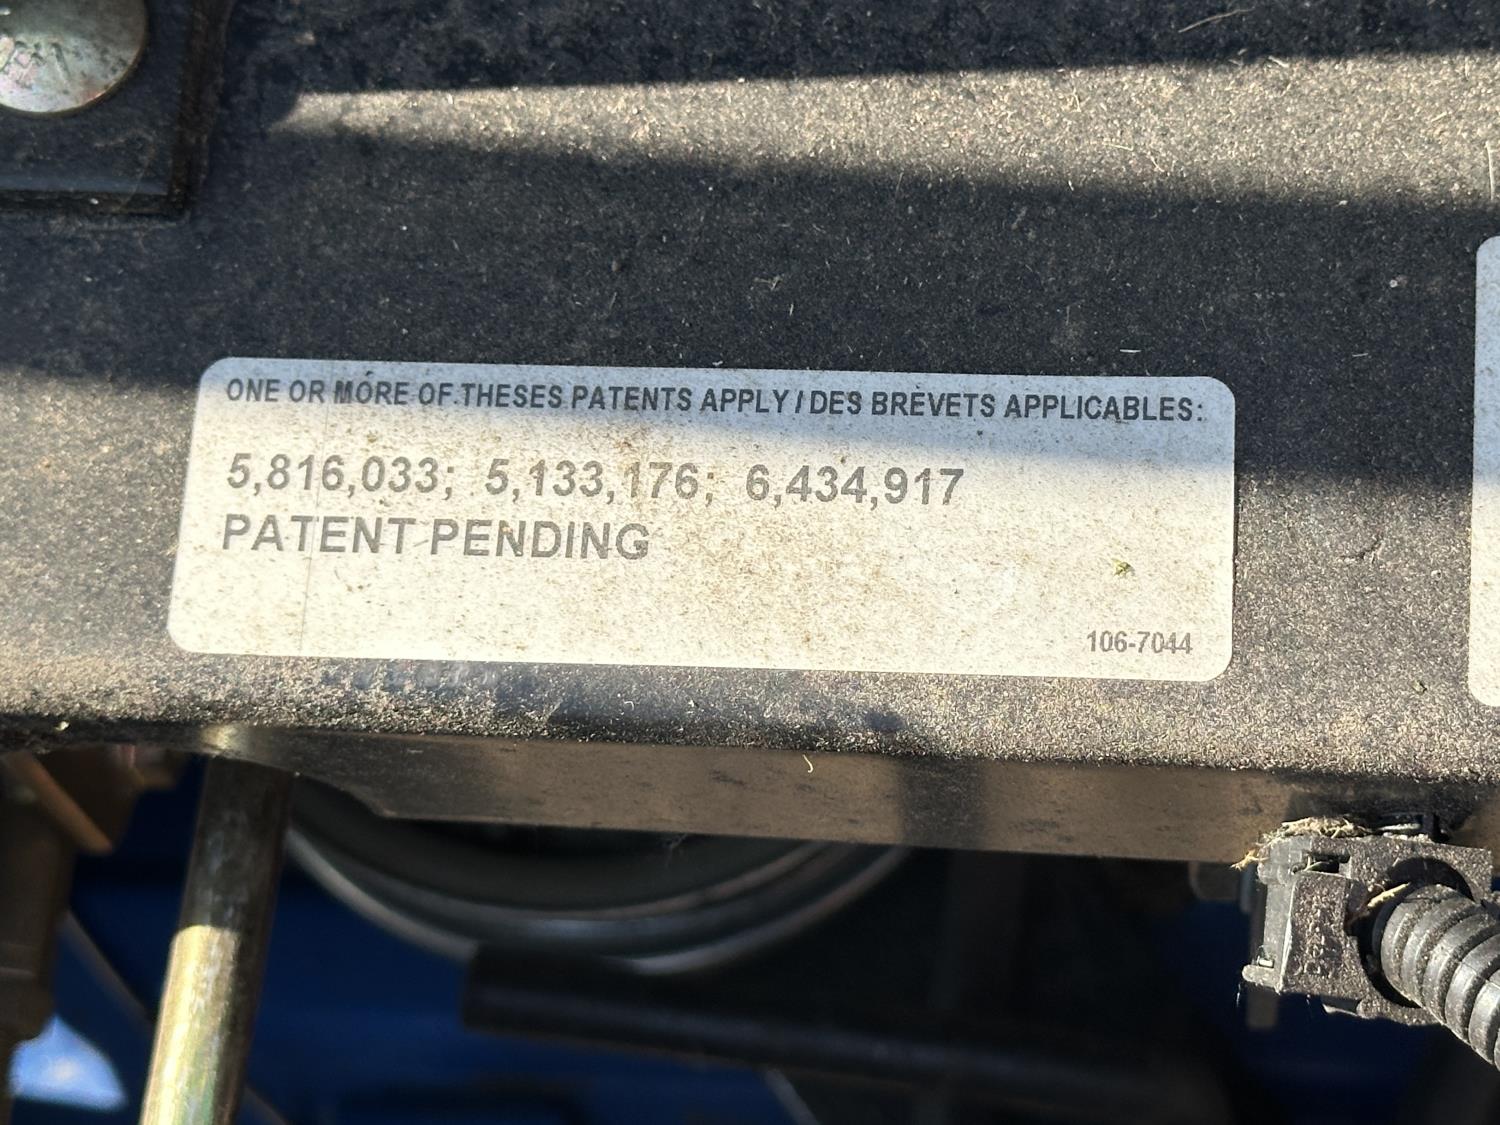 ONE OR MORE OF THESES PATENTS APPLY / DES BREVETS APPLICABLES:
5,816,033; 5,133,176; 6,434,917
PATENT PENDING
106-7044